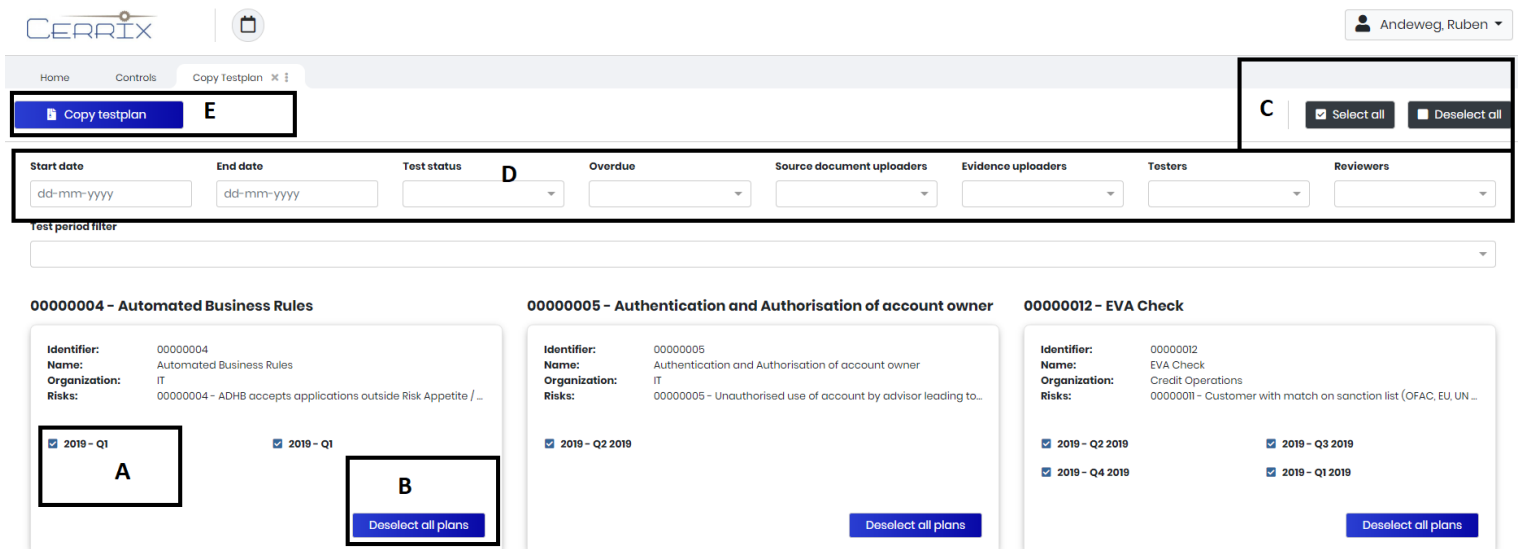 CERRIX
Andeweg, Ruben
Home Controls Copy Testplan
Copy testplan E C Select all Deselect all
Start date End date Test status D Overdue Source document uploaders Evidence uploaders Testers Reviewers
dd-mm-yyyy dd-mm-yyyy
Test period filter
00000004 - Automated Business Rules 00000005 - Authentication and Authorisation of account owner 00000012 - EVA Check
Identifier: 00000004 Identifier: 00000005 Identifier: 00000012
Name: Automated Business Rules Name: Authentication and Authorisation of account owner Name: EVA Check
Organization: IT Organization: IT Organization: Credit Operations
Risks: 00000004 - ADHB accepts applications outside Risk Appetite / ... Risks: 00000005 - Unauthorised use of account by advisor leading to... Risks: 00000011 - Customer with match on sanction list (OFAC, EU, UN ...
2019 - Q1 2019 - Q1 2019 - Q2 2019 2019 - Q2 2019 2019 - Q3 2019
A 2019 - Q4 2019 2019 - Q1 2019
B
Deselect all plans Deselect all plans Deselect all plans